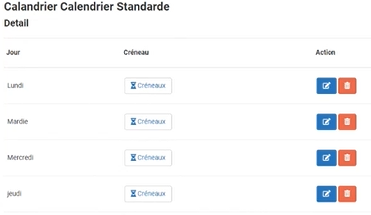 Calandrier Calendrier Standarde
Detail
Jour Créneau Action
Lundi Créneaux
Mardie Créneaux
Mercredi Créneaux
jeudi Créneaux